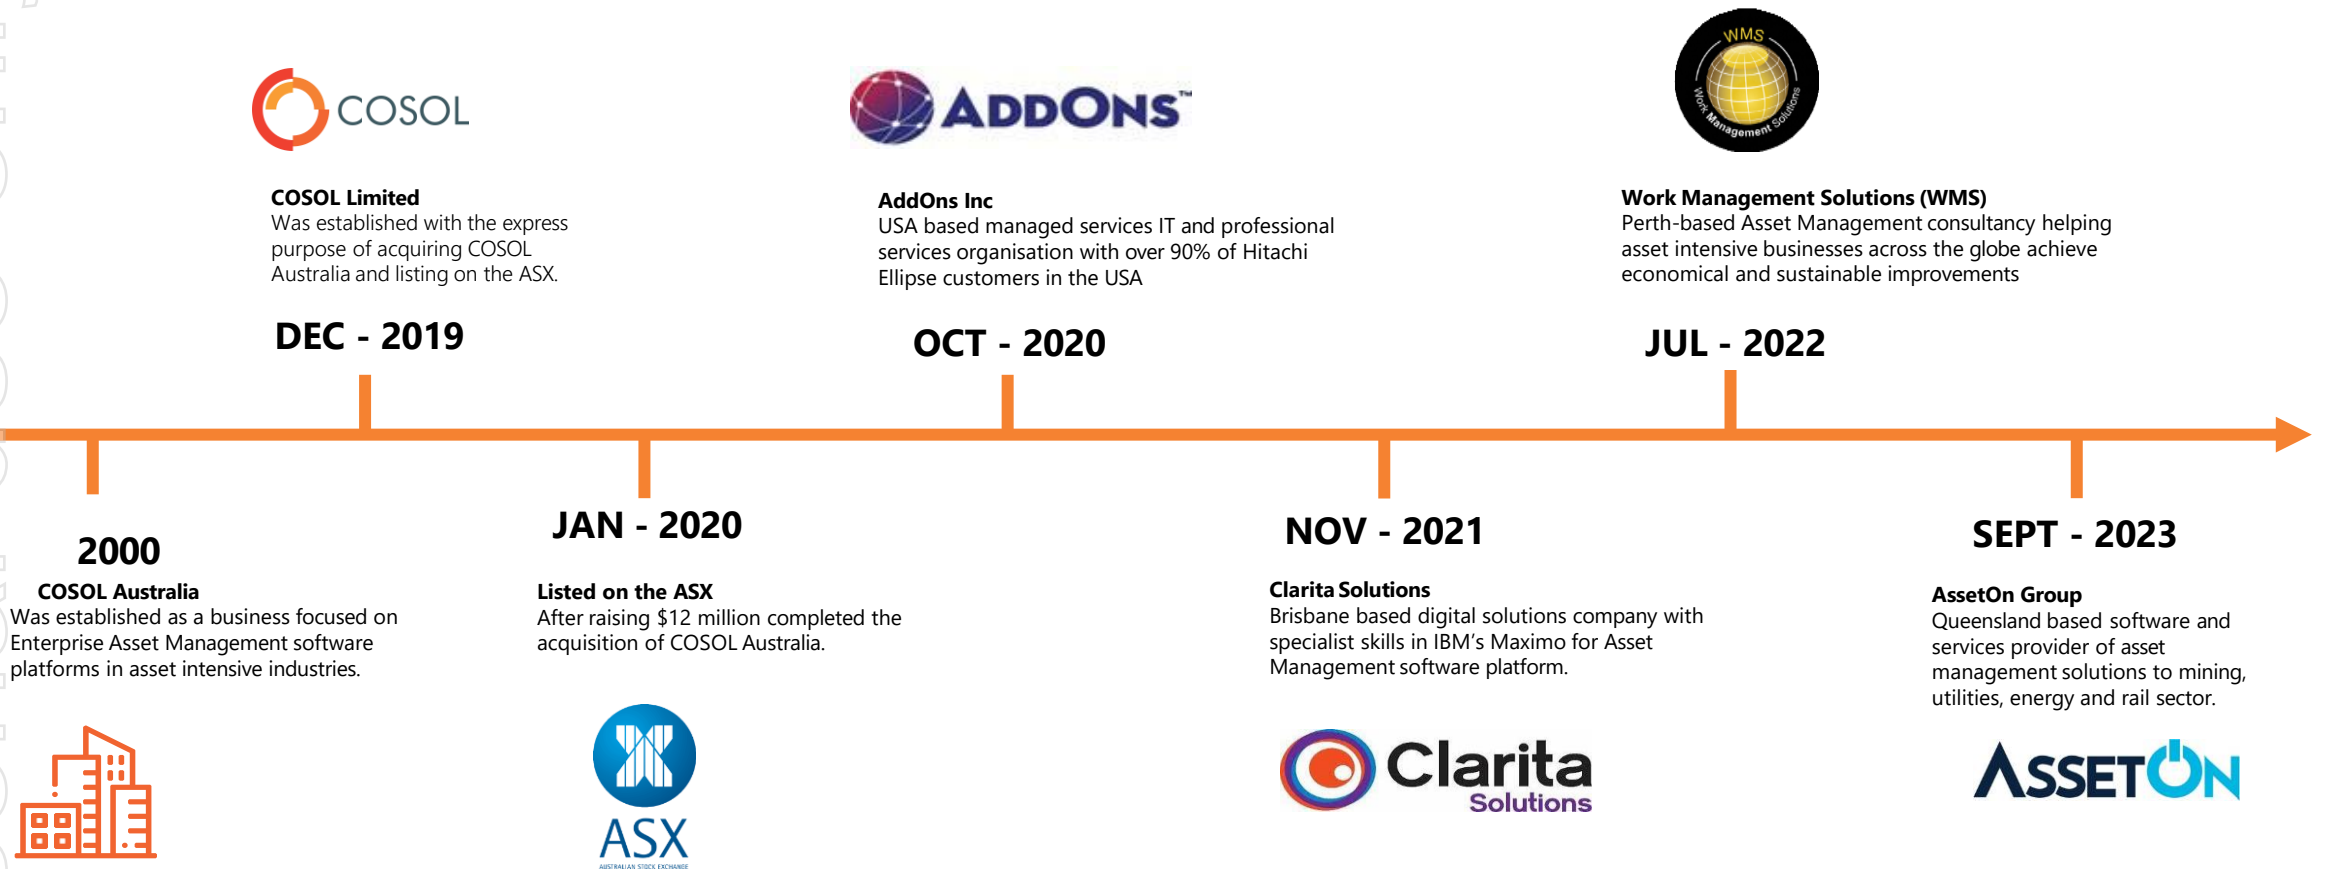 COSOL
COSOL Limited
Was established with the express
purpose of acquiring COSOL
Australia and listing on the ASX.
DEC - 2019
ADDONS™
AddOns Inc
USA based managed services IT and professional
services organisation with over 90% of Hitachi
Ellipse customers in the USA
OCT - 2020
WMS
Work Management Solutions
Work Management Solutions (WMS)
Perth-based Asset Management consultancy helping
asset intensive businesses across the globe achieve
economical and sustainable improvements
JUL - 2022
2000
COSOL Australia
Was established as a business focused on
Enterprise Asset Management software
platforms in asset intensive industries.
JAN - 2020
Listed on the ASX
After raising $12 million completed the
acquisition of COSOL Australia.
ASX
AUSTRALIAN STOCK EXCHANGE
NOV - 2021
Clarita Solutions
Brisbane based digital solutions company with
specialist skills in IBM's Maximo for Asset
Management software platform.
Clarita
Solutions
SEPT - 2023
AssetOn Group
Queensland based software and
services provider of asset
management solutions to mining,
utilities, energy and rail sector.
ASSETON